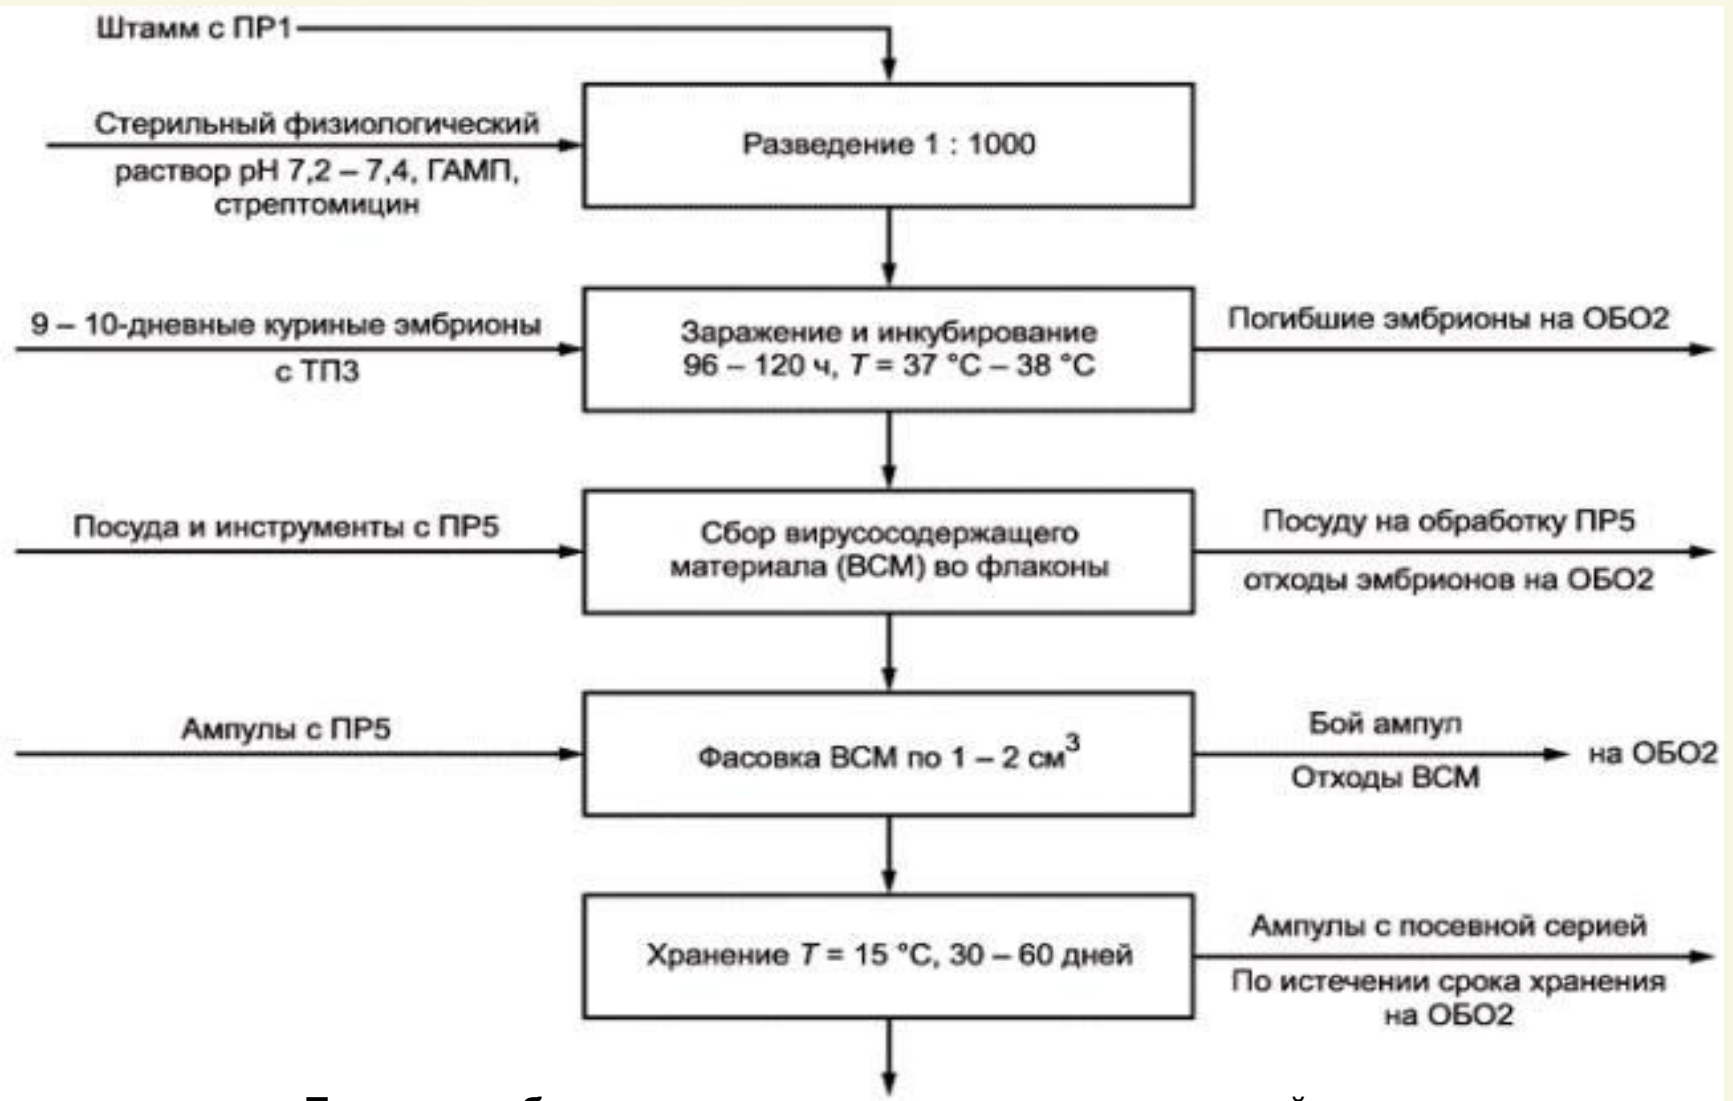 Штамм с ПР1
Стерильный физиологический
раствор pH 7,2 – 7,4, ГАМП,
стрептомицин
Разведение 1 : 1000
9 – 10-дневные куриные эмбрионы
с ТП3
Заражение и инкубирование
96 – 120 ч, T = 37 °C – 38 °C
Погибшие эмбрионы на ОБО2
Посуда и инструменты с ПР5
Сбор вирусосодержащего
материала (ВСМ) во флаконы
Посуду на обработку ПР5
отходы эмбрионов на ОБО2
Ампулы с ПР5
Фасовка ВСМ по 1 – 2 см³
Бой ампул
Отходы ВСМ
на ОБО2
Хранение T = 15 °C, 30 – 60 дней
Ампулы с посевной серией
По истечении срока хранения
на ОБО2